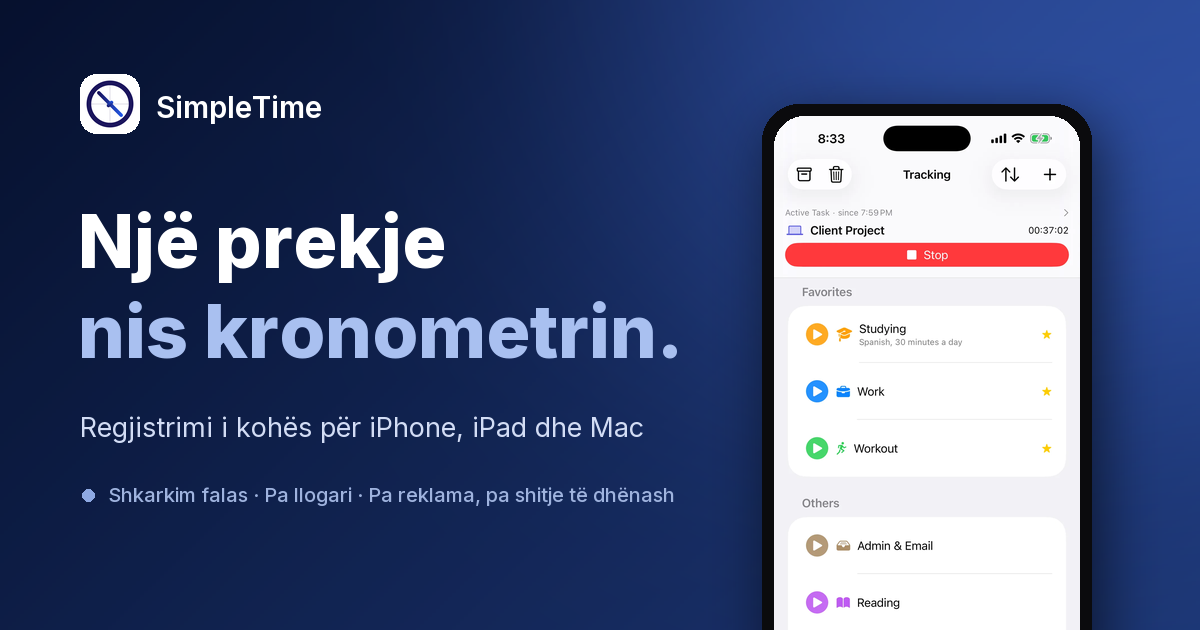 SimpleTime
Një prekje
nis kronometrin.
Regjistrimi i kohës për iPhone, iPad dhe Mac
Shkarkim falas · Pa llogari · Pa reklama, pa shitje të dhënash
8:33
Tracking
Active Task · since 7:59 PM
Client Project 00:37:02
Stop
Favorites
Studying
Spanish, 30 minutes a day
Work
Workout
Others
Admin & Email
Reading